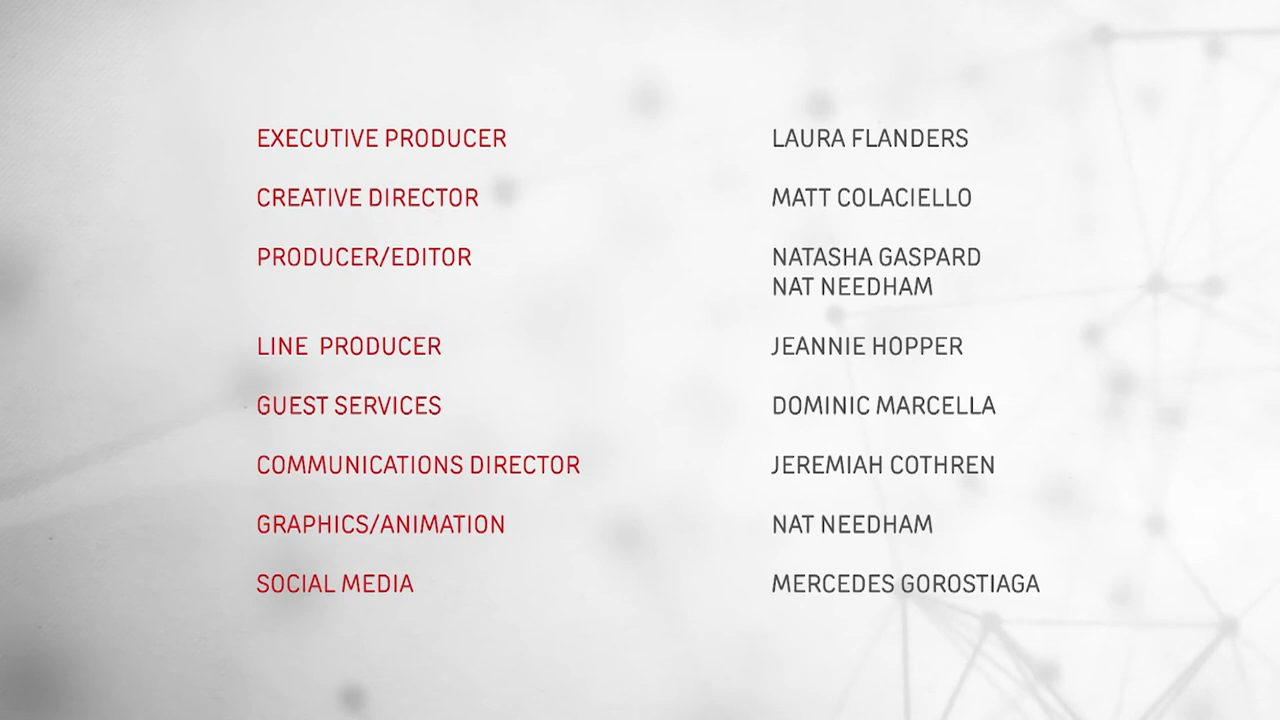 EXECUTIVE PRODUCER LAURA FLANDERS
CREATIVE DIRECTOR MATT COLACIELLO
PRODUCER/EDITOR NATASHA GASPARD
NAT NEEDHAM
LINE PRODUCER JEANNIE HOPPER
GUEST SERVICES DOMINIC MARCELLA
COMMUNICATIONS DIRECTOR JEREMIAH COTHREN
GRAPHICS/ANIMATION NAT NEEDHAM
SOCIAL MEDIA MERCEDES GOROSTIAGA